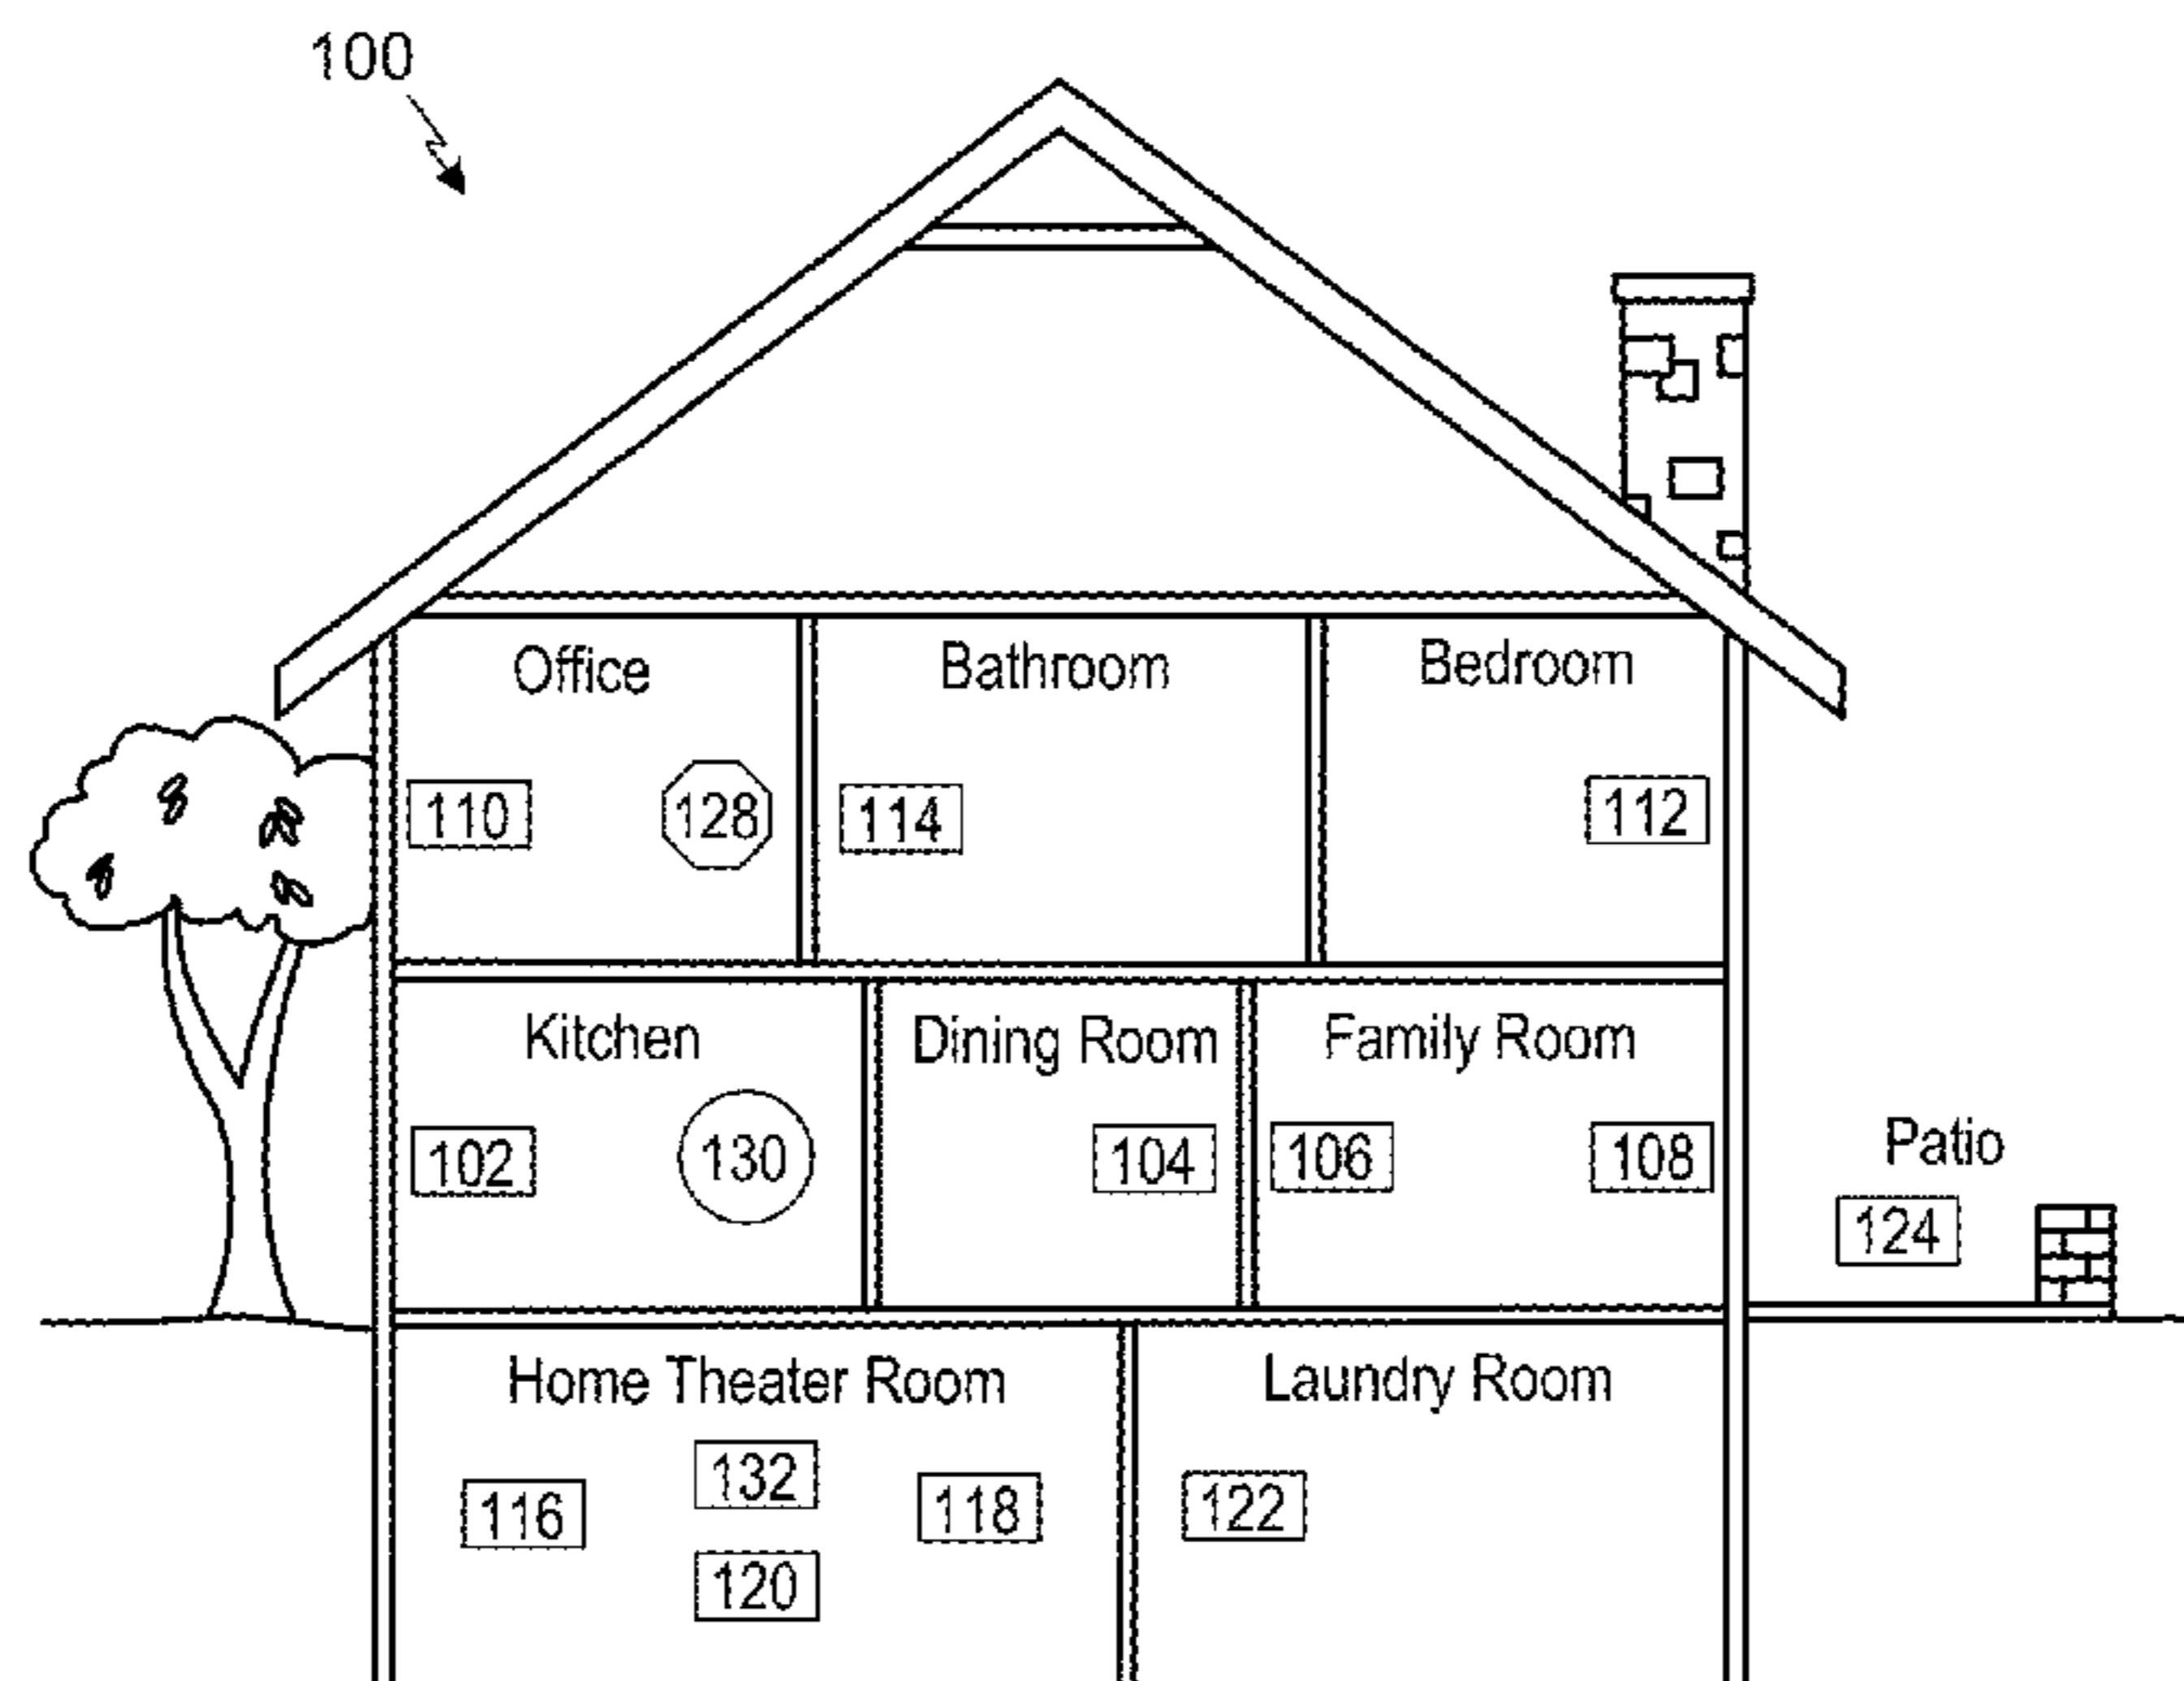 100
Office
Bathroom
Bedroom
110
128
114
112
Kitchen
Dining Room
Family Room
102
130
104
106
108
Patio
124
Home Theater Room
Laundry Room
132
116
118
122
120